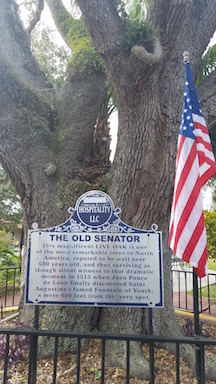 HOSPITALITY
LLC
THE OLD SENATOR
This magnificent LIVE OAK is one
of the most remarkable trees in North
America, reputed to be well over
600 years old, and thus surviving as
though silent witness to that dramatic
moment in 1513 when Juan Ponce
de Leon finally discovered Saint
Augustine's famed Fountain of Youth,
a mere 600 feet from this very spot.